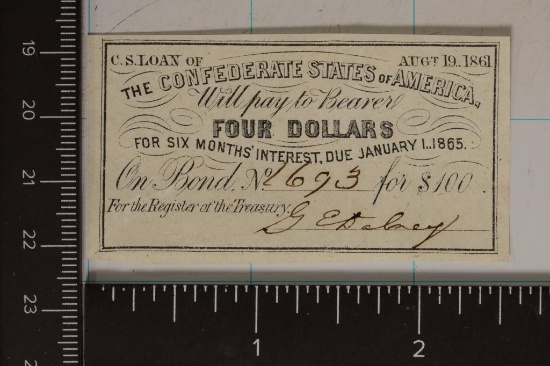 C.S. LOAN OF AUGT 19.. 1861
THE CONFEDERATE STATES OF AMERICA,
Will pay to Bearer
FOUR DOLLARS
FOR SIX MONTHS' INTEREST, DUE JANUARY 1..1865.
On Bond, No 1693 for $100
For the Register of the Treasury.
G E Dabney
19
20
21
22
23
1
2